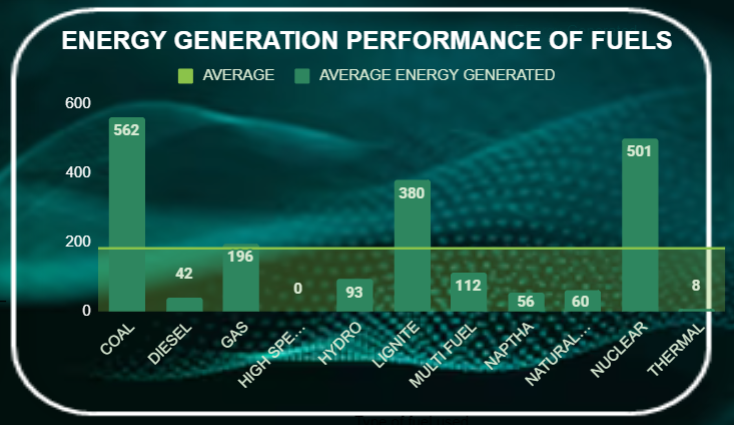 ENERGY GENERATION PERFORMANCE OF FUELS
AVERAGE AVERAGE ENERGY GENERATED
600
400
200
0
562
42
196
0
93
380
112
56
60
501
8
COAL
DIESEL
GAS
HIGH SPE...
HYDRO
LIGNITE
MULTI FUEL
NAPTHA
NATURAL...
NUCLEAR
THERMAL